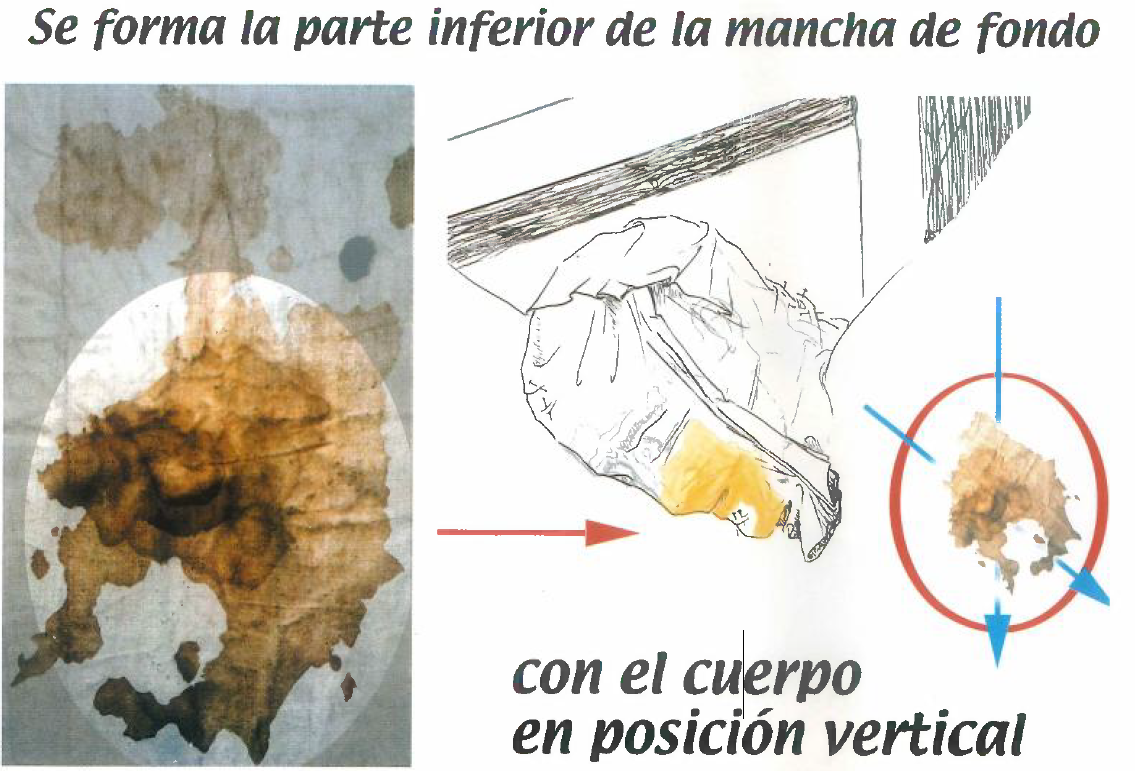 Se forma la parte inferior de la mancha de fondo
con el cuerpo
en posición vertical